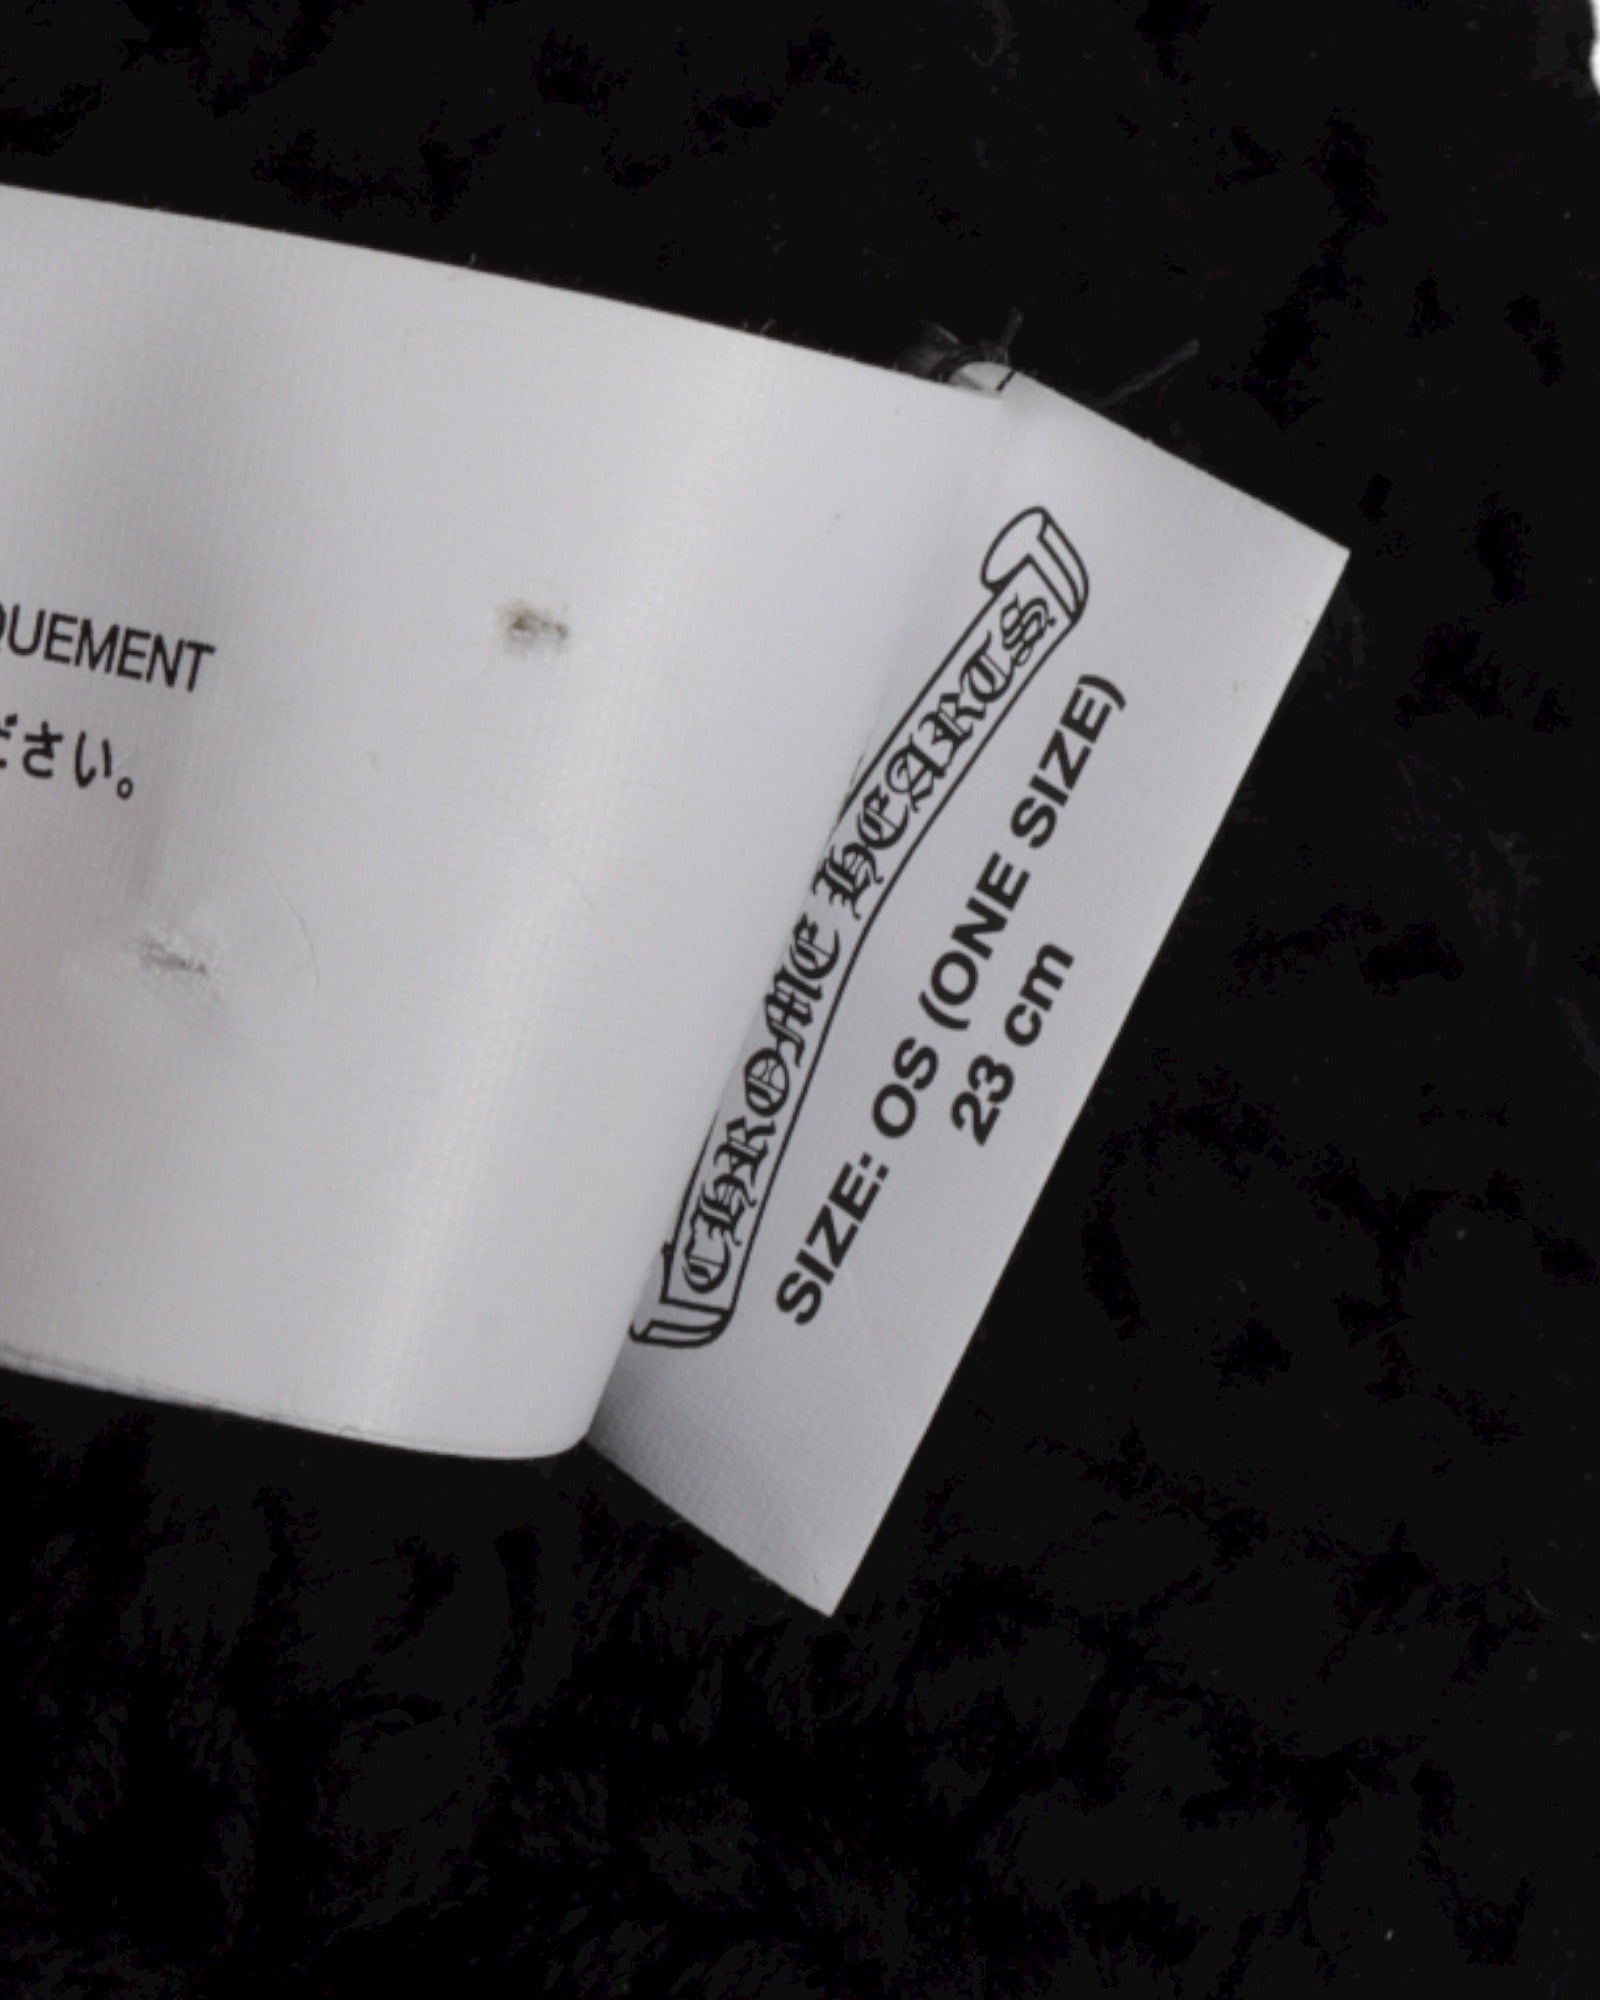 QUEMENT
ださい。
CHROME HEARTS
SIZE: OS (ONE SIZE)
23 cm